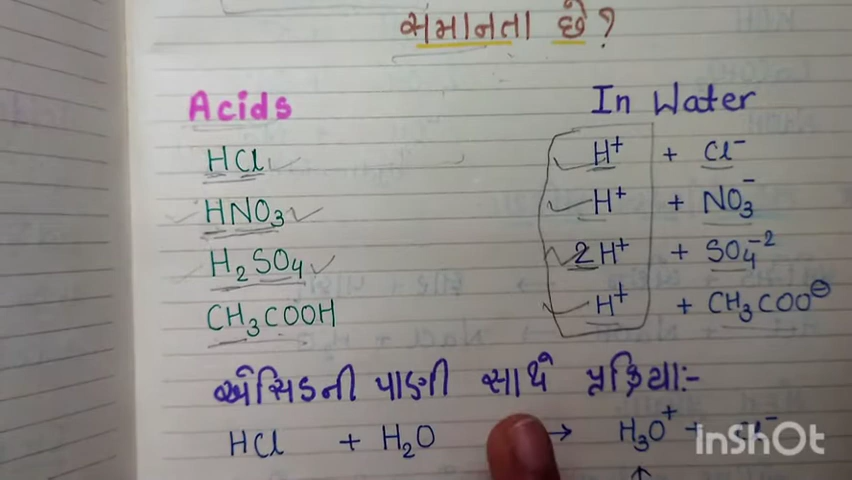 સમાનતા છે?
Acids In Water
HCl H⁺ + Cl⁻
HNO₃ H⁺ + NO₃⁻
H₂SO₄ 2H⁺ + SO₄⁻²
CH₃COOH H⁺ + CH₃COO⊖
એસિડની પાણી સાથે પ્રક્રિયા:-
HCl + H₂O → H₃O⁺ + Cl⁻
InShOt